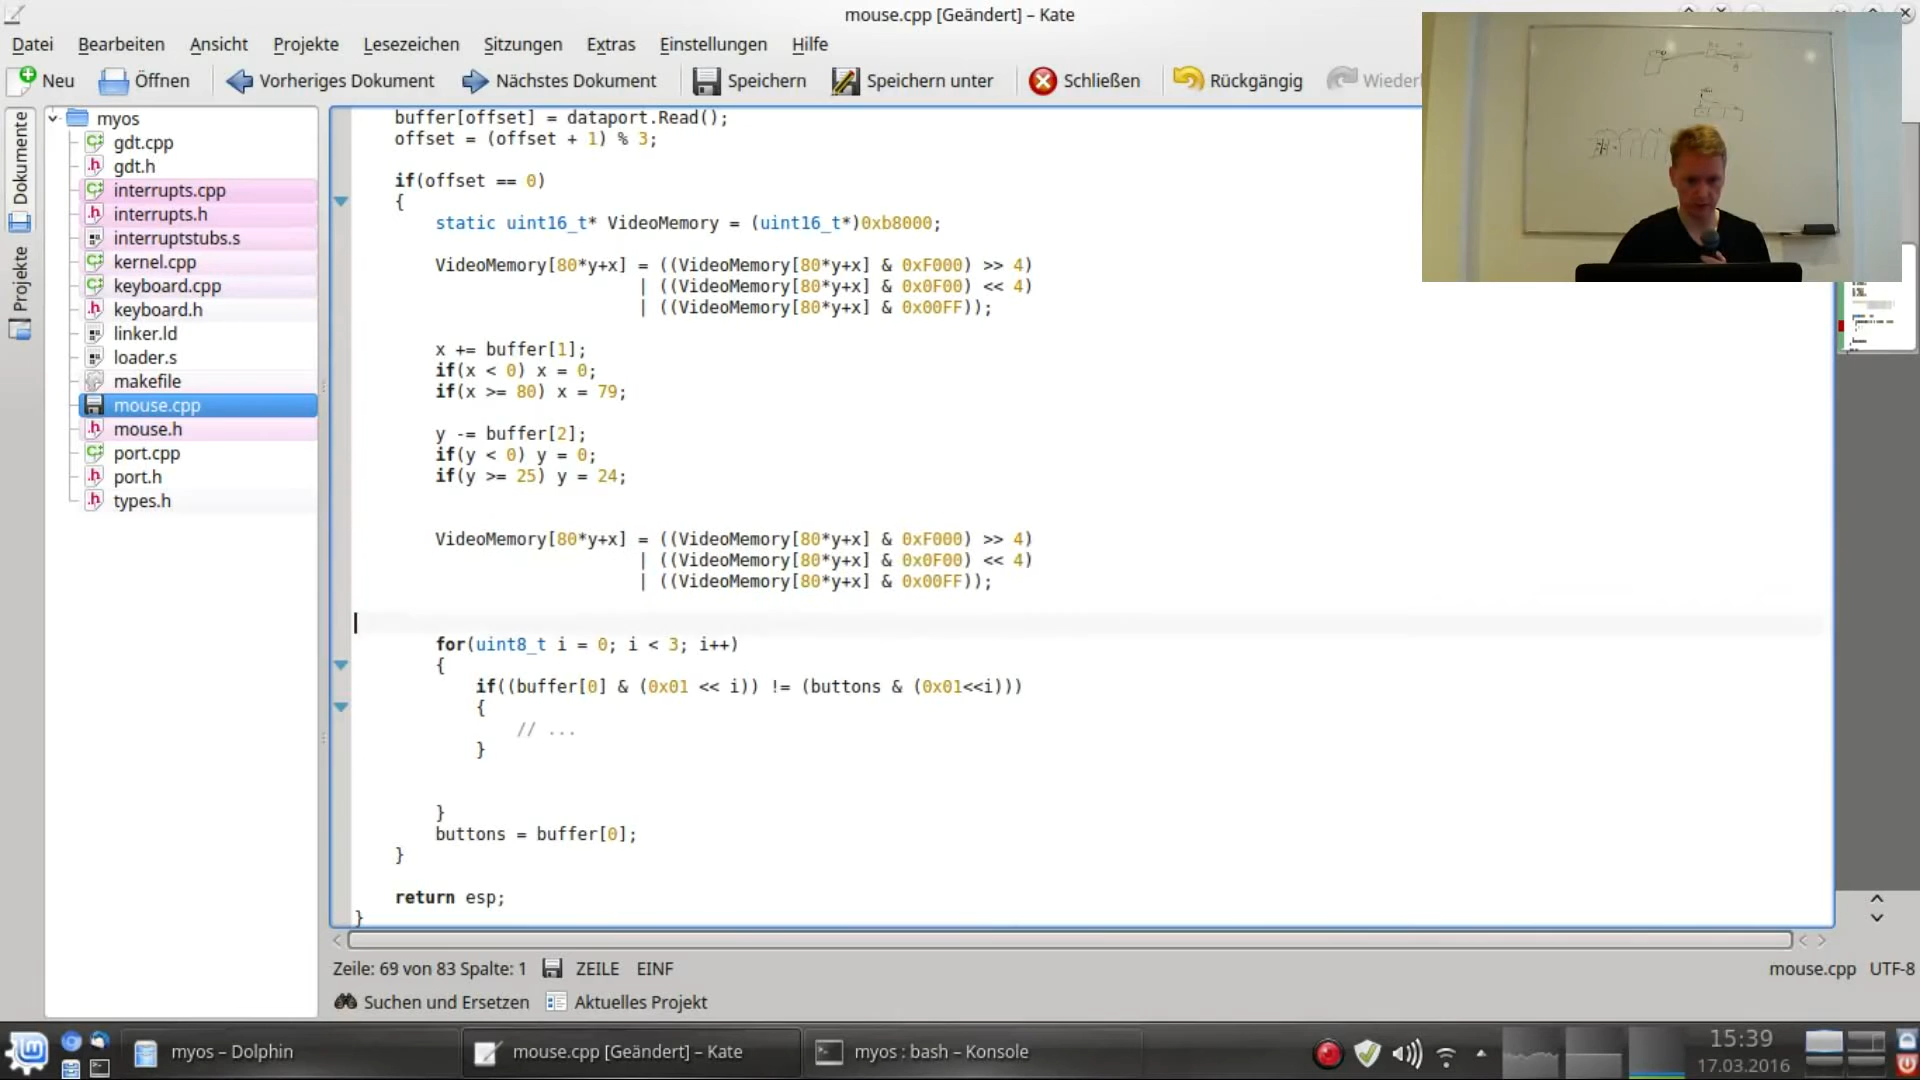 mouse.cpp [Geändert] – Kate
Datei Bearbeiten Ansicht Projekte Lesezeichen Sitzungen Extras Einstellungen Hilfe
Neu Öffnen Vorheriges Dokument Nächstes Dokument Speichern Speichern unter Schließen Rückgängig
Dokumente
Projekte
myos
gdt.cpp
gdt.h
interrupts.cpp
interrupts.h
interruptstubs.s
kernel.cpp
keyboard.cpp
keyboard.h
linker.ld
loader.s
makefile
mouse.cpp
mouse.h
port.cpp
port.h
types.h
buffer[offset] = dataport.Read();
offset = (offset + 1) % 3;
if(offset == 0)
{
static uint16_t* VideoMemory = (uint16_t*)0xb8000;
VideoMemory[80*y+x] = ((VideoMemory[80*y+x] & 0xF000) >> 4)
| ((VideoMemory[80*y+x] & 0x0F00) << 4)
| ((VideoMemory[80*y+x] & 0x00FF));
x += buffer[1];
if(x < 0) x = 0;
if(x >= 80) x = 79;
y -= buffer[2];
if(y < 0) y = 0;
if(y >= 25) y = 24;
VideoMemory[80*y+x] = ((VideoMemory[80*y+x] & 0xF000) >> 4)
| ((VideoMemory[80*y+x] & 0x0F00) << 4)
| ((VideoMemory[80*y+x] & 0x00FF));
for(uint8_t i = 0; i < 3; i++)
{
if((buffer[0] & (0x01 << i)) != (buttons & (0x01<<i)))
{
// ...
}
}
buttons = buffer[0];
}
return esp;
}
Zeile: 69 von 83 Spalte: 1 ZEILE EINF mouse.cpp UTF-8
Suchen und Ersetzen Aktuelles Projekt
myos – Dolphin mouse.cpp [Geändert] – Kate myos : bash – Konsole
15:39
17.03.2016